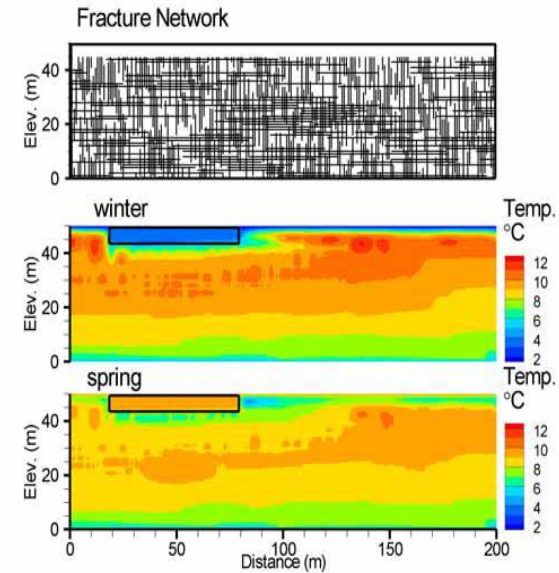 Fracture Network
Elev. (m)
40
20
0
winter
Elev. (m)
40
20
0
Temp.
°C
12
10
8
6
4
2
spring
Elev. (m)
40
20
0
Temp.
°C
12
10
8
6
4
2
0 50 100 150 200
Distance (m)